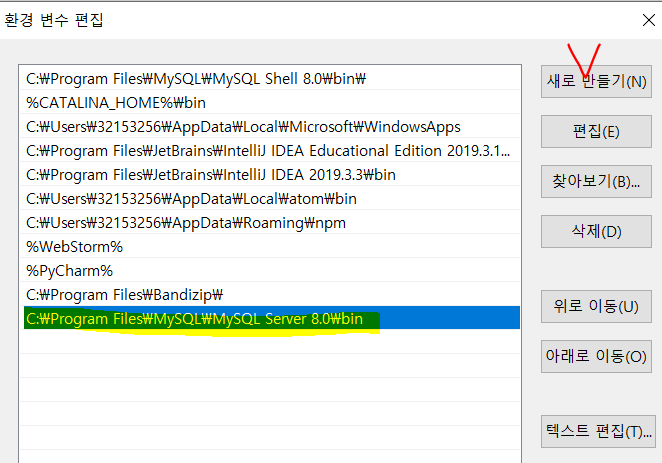 환경 변수 편집
C:₩Program Files₩MySQL₩MySQL Shell 8.0₩bin₩
%CATALINA_HOME%₩bin
C:₩Users₩32153256₩AppData₩Local₩Microsoft₩WindowsApps
C:₩Program Files₩JetBrains₩IntelliJ IDEA Educational Edition 2019.3.1...
C:₩Program Files₩JetBrains₩IntelliJ IDEA 2019.3.3₩bin
C:₩Users₩32153256₩AppData₩Local₩atom₩bin
C:₩Users₩32153256₩AppData₩Roaming₩npm
%WebStorm%
%PyCharm%
C:₩Program Files₩Bandizip₩
C:₩Program Files₩MySQL₩MySQL Server 8.0₩bin
새로 만들기(N)
편집(E)
찾아보기(B)...
삭제(D)
위로 이동(U)
아래로 이동(O)
텍스트 편집(T)...